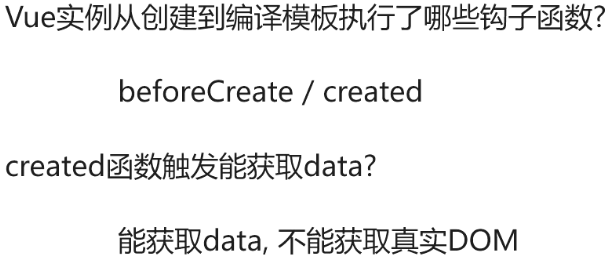 Vue实例从创建到编译模板执行了哪些钩子函数?
beforeCreate / created
created函数触发能获取data?
能获取data, 不能获取真实DOM